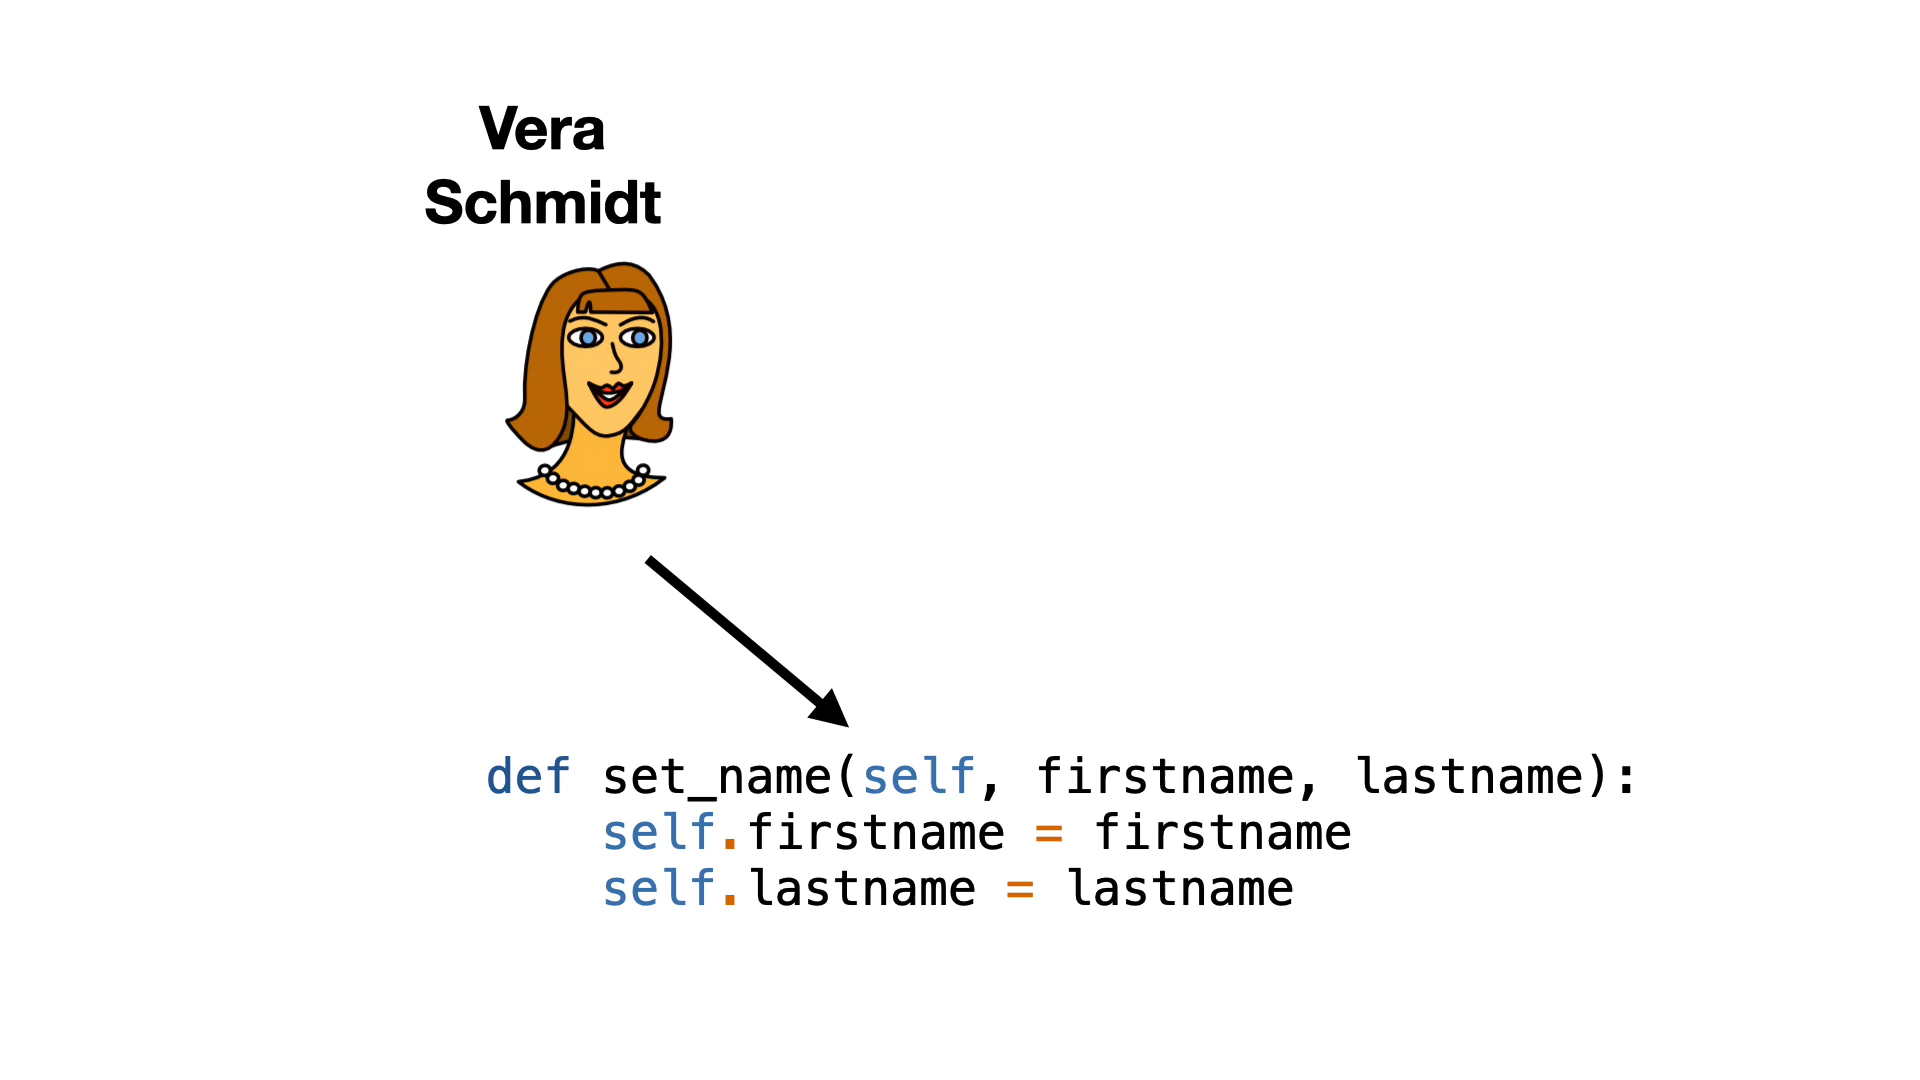 Vera
Schmidt
def set_name(self, firstname, lastname):
    self.firstname = firstname
    self.lastname = lastname